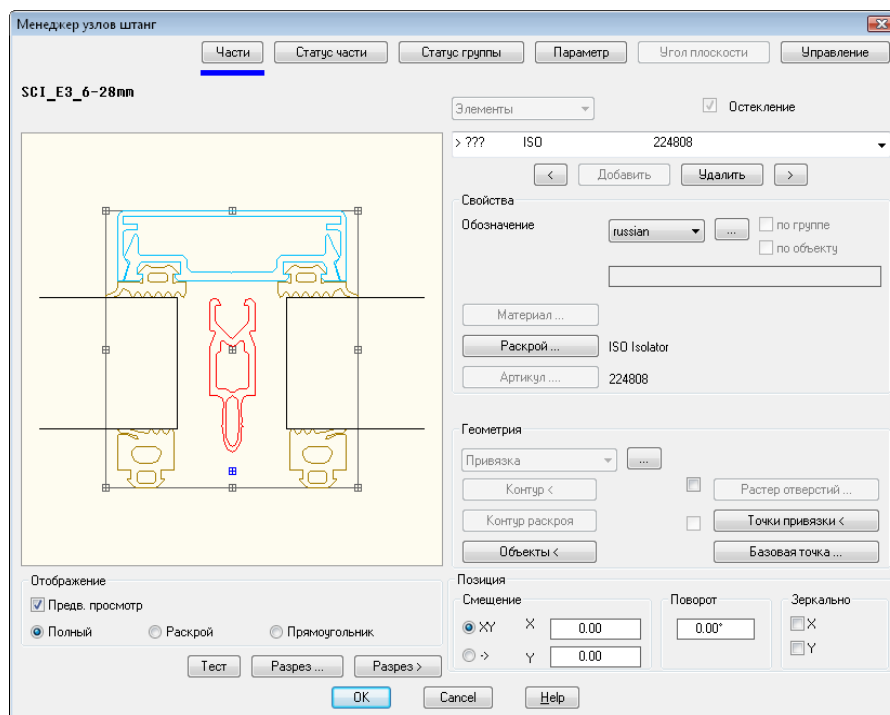 Менеджер узлов штанг
Части Статус части Статус группы Параметр Угол плоскости Управление
SCI_E3_6-28mm
Элементы Остекление
> ??? ISO 224808
< Добавить Удалить >
Свойства
Обозначение russian ... по группе
по объекту
Материал ...
Раскрой ... ISO Isolator
Артикул .... 224808
Геометрия
Привязка ...
Контур < Растер отверстий ...
Контур раскроя Точки привязки <
Объекты < Базовая точка ...
Отображение
Предв. просмотр
Полный Раскрой Прямоугольник
Тест Разрез ... Разрез >
Позиция
Смещение Поворот Зеркально
XY X 0.00 0.00° X
-> Y 0.00 Y
OK Cancel Help